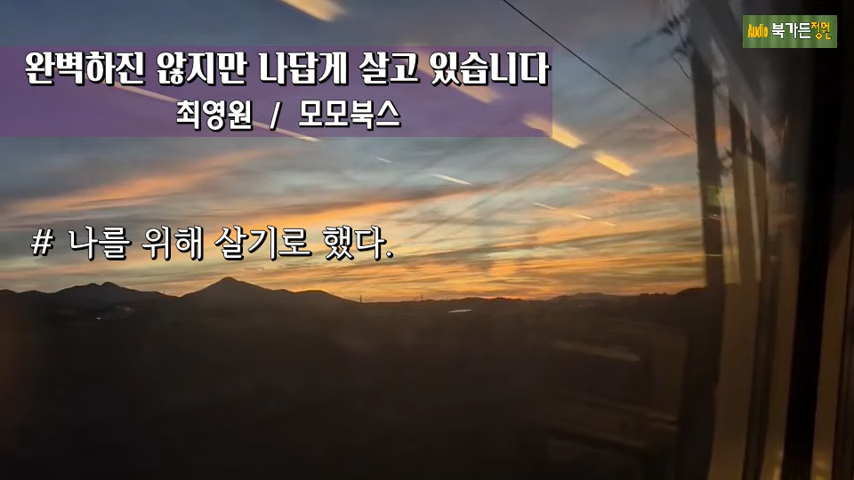 완벽하진 않지만 나답게 살고 있습니다
최영원 / 모모북스
Audio 북가든정원
# 나를 위해 살기로 했다.